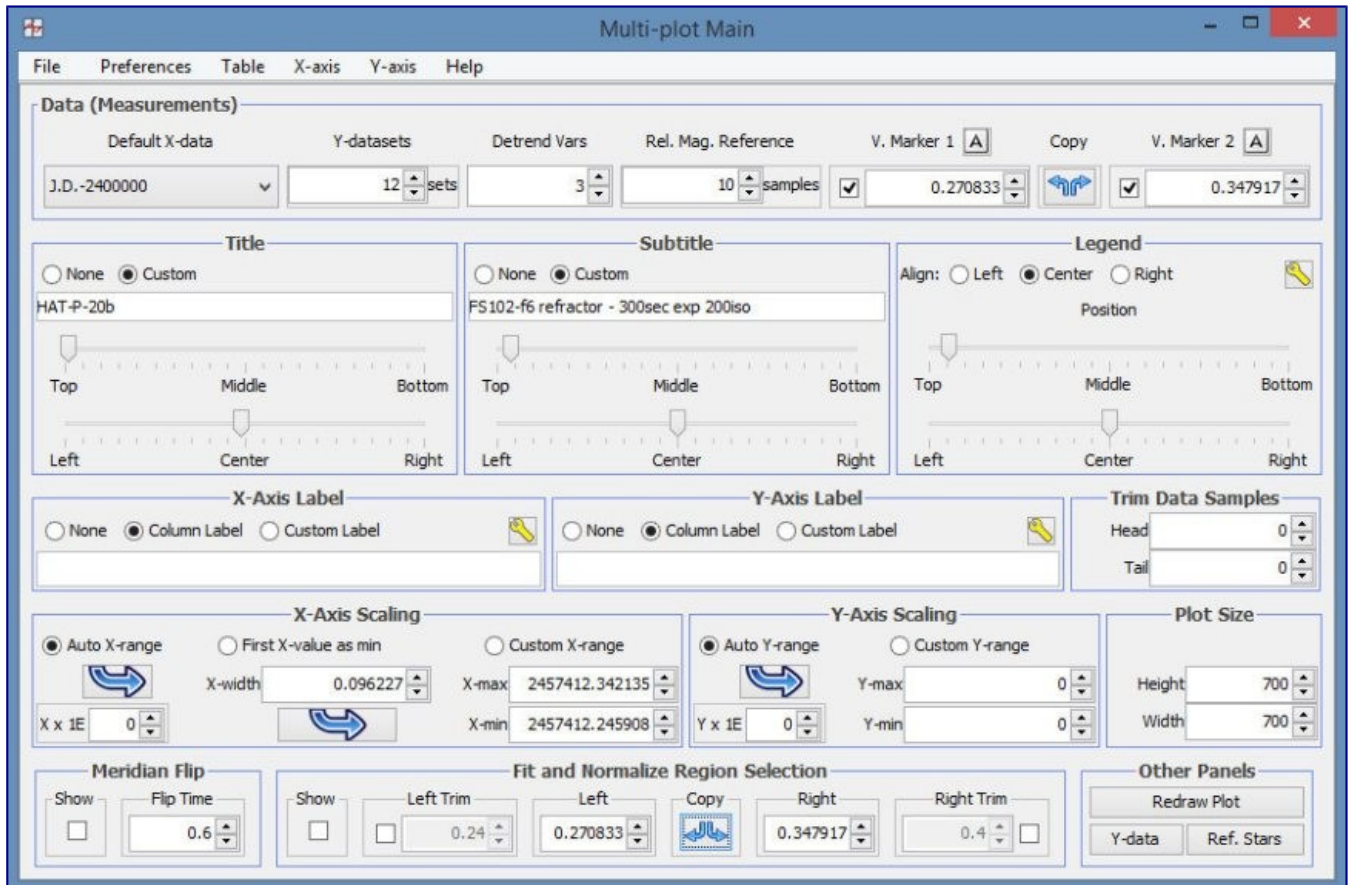 Multi-plot Main
File Preferences Table X-axis Y-axis Help
Data (Measurements)
Default X-data Y-datasets Detrend Vars Rel. Mag. Reference V. Marker 1 A Copy V. Marker 2 A
J.D.-2400000 12 sets 3 10 samples 0.270833 0.347917
Title Subtitle Legend
None Custom None Custom Align: Left Center Right
HAT-P-20b FS102-f6 refractor - 300sec exp 200iso Position
Top Middle Bottom Top Middle Bottom Top Middle Bottom
Left Center Right Left Center Right Left Center Right
X-Axis Label Y-Axis Label Trim Data Samples
None Column Label Custom Label None Column Label Custom Label Head 0
Tail 0
X-Axis Scaling Y-Axis Scaling Plot Size
Auto X-range First X-value as min Custom X-range Auto Y-range Custom Y-range
X-width 0.096227 X-max 2457412.342135 Y-max 0 Height 700
X x 1E 0 X-min 2457412.245908 Y x 1E 0 Y-min 0 Width 700
Meridian Flip Fit and Normalize Region Selection Other Panels
Show Flip Time Show Left Trim Left Copy Right Right Trim Redraw Plot
0.6 0.24 0.270833 0.347917 0.4 Y-data Ref. Stars